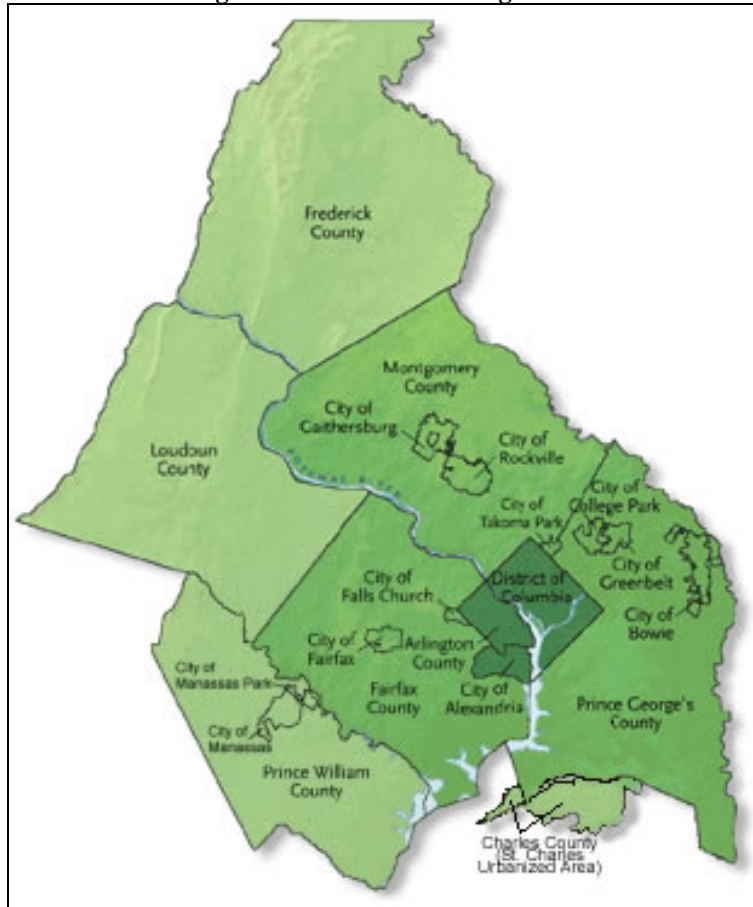 Frederick
County
Montgomery
County
City of
Gaithersburg
City of
Rockville
Loudoun
County
City of
Takoma Park
City of
College Park
City of
Greenbelt
City of
Bowie
District of
Columbia
City of
Falls Church
City of
Fairfax
Arlington
County
City of
Alexandria
Fairfax
County
Prince George's
County
City of
Manassas Park
City of
Manassas
Prince William
County
Charles County
(St. Charles
Urbanized Area)